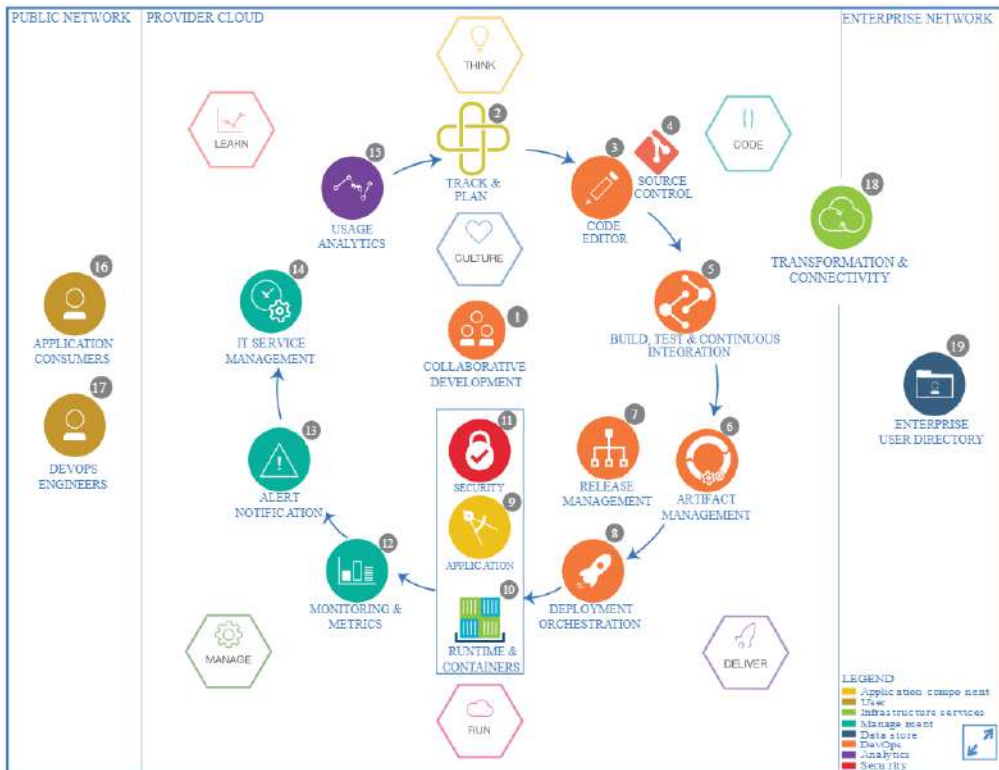 PUBLIC NETWORK
PROVIDER CLOUD
ENTERPRISE NETWORK
THINK
LEARN
CODE
2
TRACK &
PLAN
15
USAGE
ANALYTICS
3
CODE
EDITOR
4
SOURCE
CONTROL
18
TRANSFORMATION &
CONNECTIVITY
CULTURE
16
APPLICATION
CONSUMERS
14
IT SERVICE
MANAGEMENT
1
COLLABORATIVE
DEVELOPMENT
5
BUILD, TEST & CONTINUOUS
INTEGRATION
19
ENTERPRISE
USER DIRECTORY
17
DEVOPS
ENGINEERS
13
ALERT
NOTIFICATION
11
SECURITY
7
RELEASE
MANAGEMENT
6
ARTIFACT
MANAGEMENT
9
APPLICATION
12
MONITORING &
METRICS
10
RUNTIME &
CONTAINERS
8
DEPLOYMENT
ORCHESTRATION
MANAGE
DELIVER
RUN
LEGEND
Application component
User
Infrastructure services
Management
Data store
DevOps
Analytics
Security